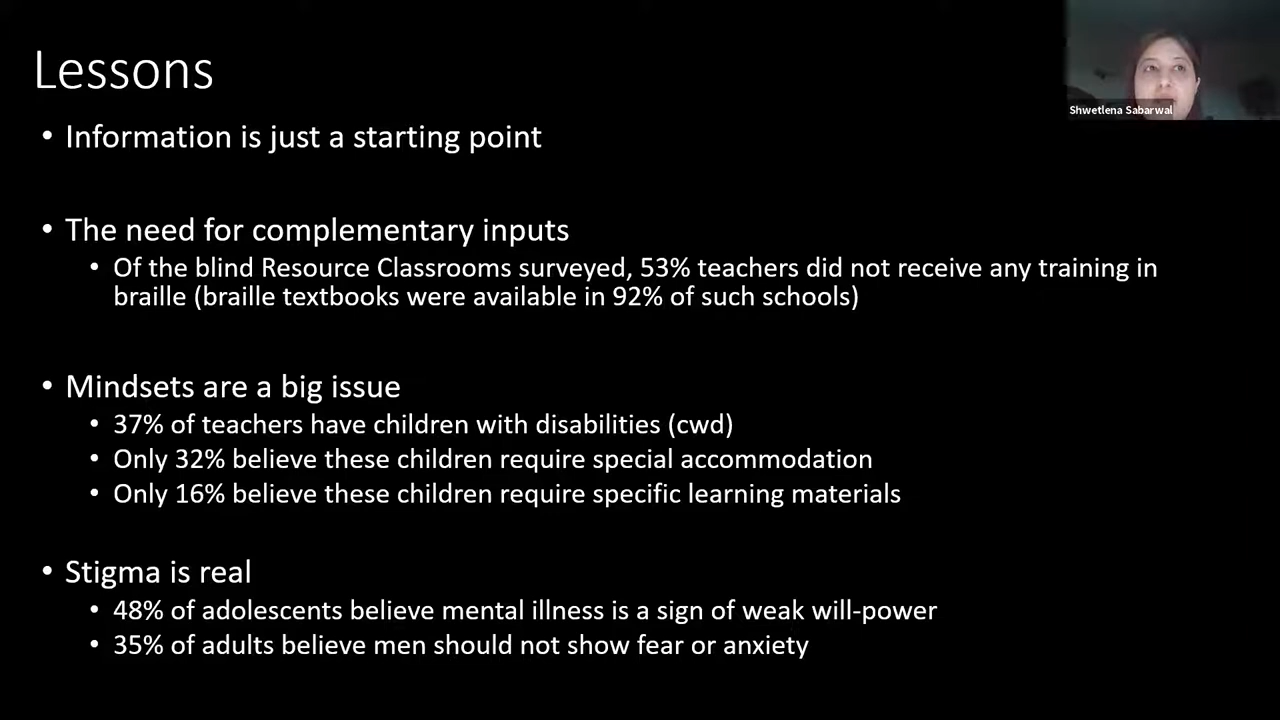 Lessons
Shwetlena Sabarwal
• Information is just a starting point
• The need for complementary inputs
• Of the blind Resource Classrooms surveyed, 53% teachers did not receive any training in
braille (braille textbooks were available in 92% of such schools)
• Mindsets are a big issue
• 37% of teachers have children with disabilities (cwd)
• Only 32% believe these children require special accommodation
• Only 16% believe these children require specific learning materials
• Stigma is real
• 48% of adolescents believe mental illness is a sign of weak will-power
• 35% of adults believe men should not show fear or anxiety